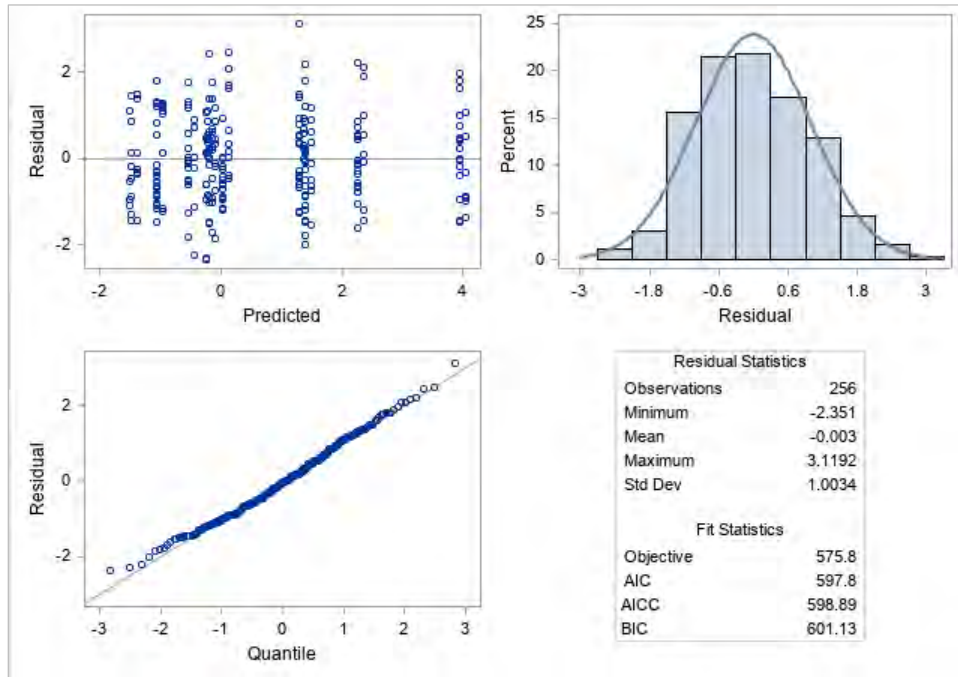 2
0
-2
Residual
-2 0 2 4
Predicted
25
20
15
10
5
0
Percent
-3 -1.8 -0.6 0.6 1.8 3
Residual
2
0
-2
Residual
-3 -2 -1 0 1 2 3
Quantile
Residual Statistics
Observations 256
Minimum -2.351
Mean -0.003
Maximum 3.1192
Std Dev 1.0034
Fit Statistics
Objective 575.8
AIC 597.8
AICC 598.89
BIC 601.13